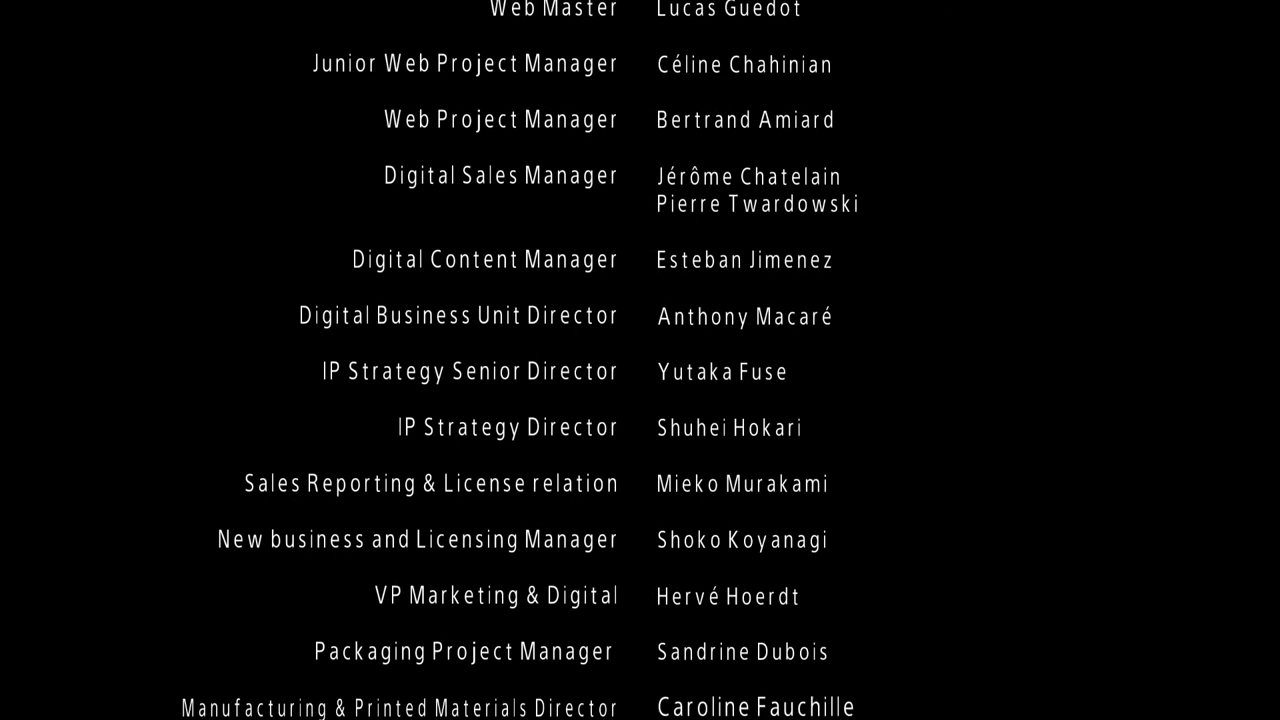 Web Master Lucas Guedot
Junior Web Project Manager Céline Chahinian
Web Project Manager Bertrand Amiard
Digital Sales Manager Jérôme Chatelain
Pierre Twardowski
Digital Content Manager Esteban Jimenez
Digital Business Unit Director Anthony Macaré
IP Strategy Senior Director Yutaka Fuse
IP Strategy Director Shuhei Hokari
Sales Reporting & License relation Mieko Murakami
New business and Licensing Manager Shoko Koyanagi
VP Marketing & Digital Hervé Hoerdt
Packaging Project Manager Sandrine Dubois
Manufacturing & Printed Materials Director Caroline Fauchille